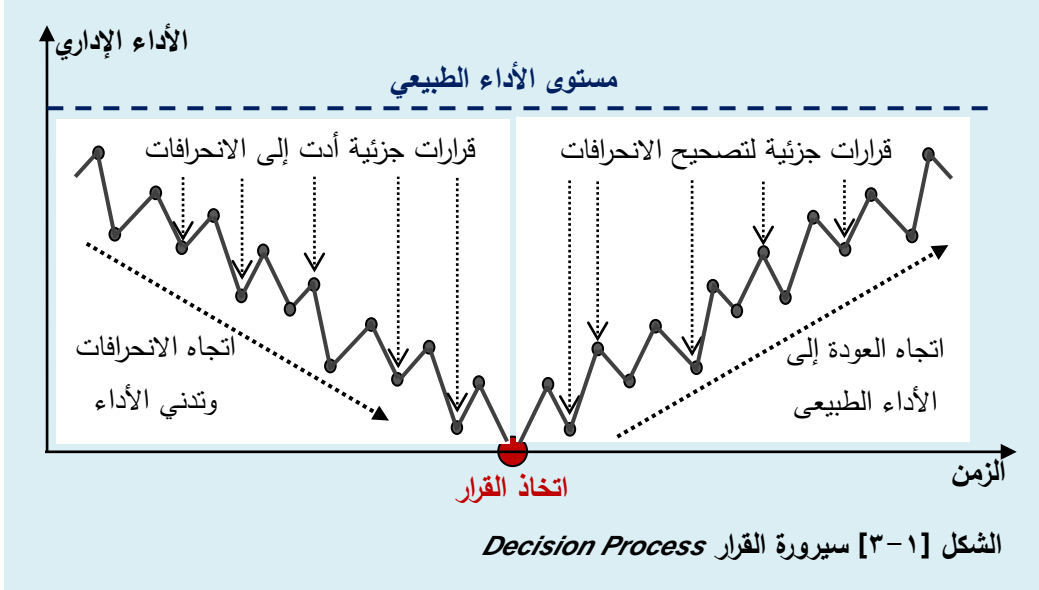 الأداء الإداري
مستوى الأداء الطبيعي
قرارات جزئية أدت إلى الانحرافات
قرارات جزئية لتصحيح الانحرافات
اتجاه الانحرافات
وتدني الأداء
اتجاه العودة إلى
الأداء الطبيعى
الزمن
اتخاذ القرار
الشكل [١-٣] سيرورة القرار Decision Process